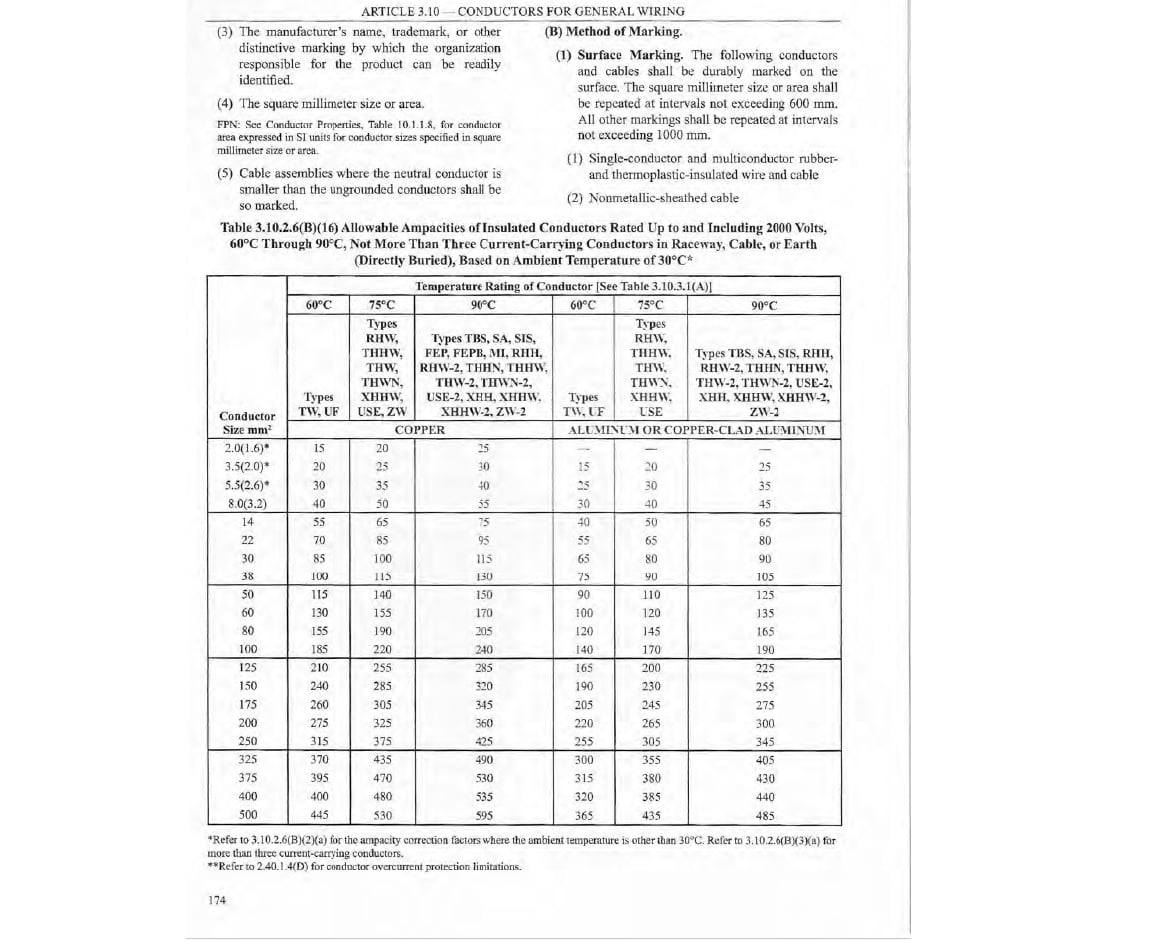 ARTICLE 3.10 — CONDUCTORS FOR GENERAL WIRING
(3) The manufacturer's name, trademark, or other
distinctive marking by which the organization
responsible for the product can be readily
identified.
(4) The square millimeter size or area.
FPN: See Conductor Properties, Table 10.1.1.8, for conductor
area expressed in SI units for conductor sizes specified in square
millimeter size or area.
(5) Cable assemblies where the neutral conductor is
smaller than the ungrounded conductors shall be
so marked.
(B) Method of Marking.
(1) Surface Marking. The following conductors
and cables shall be durably marked on the
surface. The square millimeter size or area shall
be repeated at intervals not exceeding 600 mm.
All other markings shall be repeated at intervals
not exceeding 1000 mm.
(1) Single-conductor and multiconductor rubber-
and thermoplastic-insulated wire and cable
(2) Nonmetallic-sheathed cable
Table 3.10.2.6(B)(16) Allowable Ampacities of Insulated Conductors Rated Up to and Including 2000 Volts,
60°C Through 90°C, Not More Than Three Current-Carrying Conductors in Raceway, Cable, or Earth
(Directly Buried), Based on Ambient Temperature of 30°C*
Temperature Rating of Conductor [See Table 3.10.3.1(A)]
60°C 75°C 90°C 60°C 75°C 90°C
Conductor
Size mm²
Types
TW, UF
Types
RHW,
THHW,
THW,
THWN,
XHHW,
USE, ZW
Types TBS, SA, SIS,
FEP, FEPB, MI, RHH,
RHW-2, THHN, THHW,
THW-2, THWN-2,
USE-2, XHH, XHHW,
XHHW-2, ZW-2
Types
TW, UF
Types
RHW,
THHW,
THW,
THWN,
XHHW,
USE
Types TBS, SA, SIS, RHH,
RHW-2, THHN, THHW,
THW-2, THWN-2, USE-2,
XHH, XHHW, XHHW-2,
ZW-2
COPPER ALUMINUM OR COPPER-CLAD ALUMINUM
2.0(1.6)* 15 20 25 — — —
3.5(2.0)* 20 25 30 15 20 25
5.5(2.6)* 30 35 40 25 30 35
8.0(3.2) 40 50 55 30 40 45
14 55 65 75 40 50 65
22 70 85 95 55 65 80
30 85 100 115 65 80 90
38 100 115 130 75 90 105
50 115 140 150 90 110 125
60 130 155 170 100 120 135
80 155 190 205 120 145 165
100 185 220 240 140 170 190
125 210 255 285 165 200 225
150 240 285 320 190 230 255
175 260 305 345 205 245 275
200 275 325 360 220 265 300
250 315 375 425 255 305 345
325 370 435 490 300 355 405
375 395 470 530 315 380 430
400 400 480 535 320 385 440
500 445 530 595 365 435 485
*Refer to 3.10.2.6(B)(2)(a) for the ampacity correction factors where the ambient temperature is other than 30°C. Refer to 3.10.2.6(B)(3)(a) for
more than three current-carrying conductors.
**Refer to 2.40.1.4(D) for conductor overcurrent protection limitations.
174